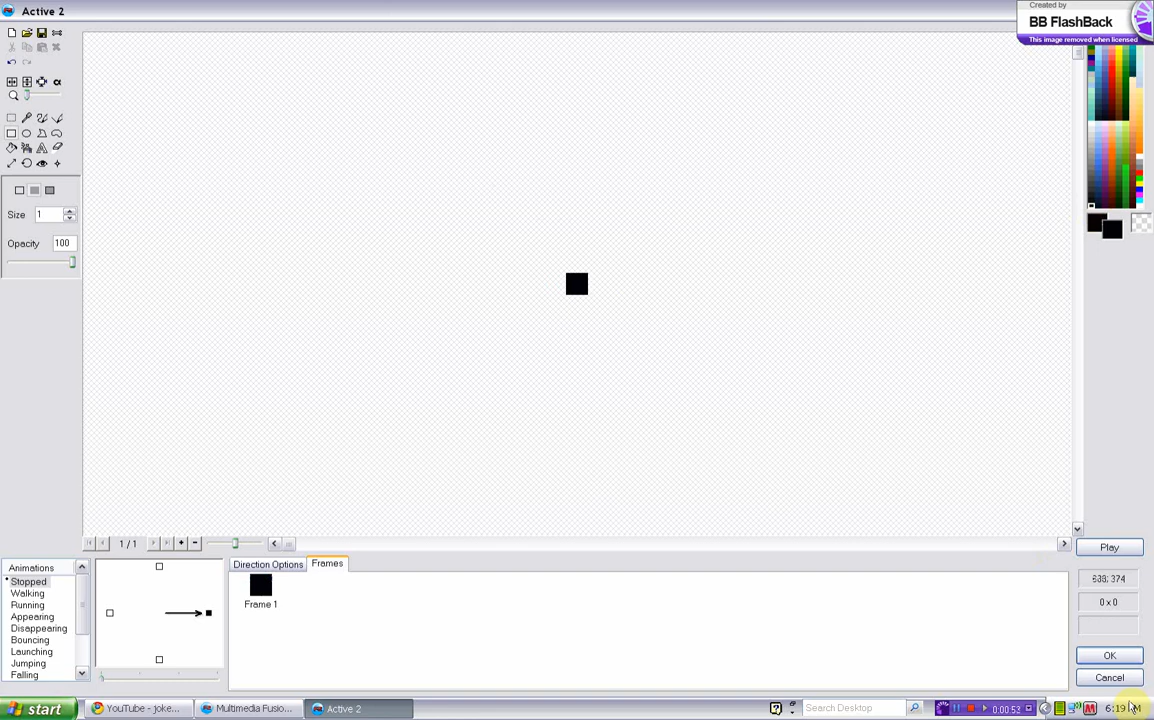 Active 2
Created by
BB FlashBack
This image removed when licensed
Size 1
Opacity 100
1 / 1
Play
Animations
Stopped
Walking
Running
Appearing
Disappearing
Bouncing
Launching
Jumping
Falling
Direction Options
Frames
Frame 1
0 x 0
OK
Cancel
start
YouTube - joke...
Multimedia Fusio...
Active 2
Search Desktop
0:00:53
6:19